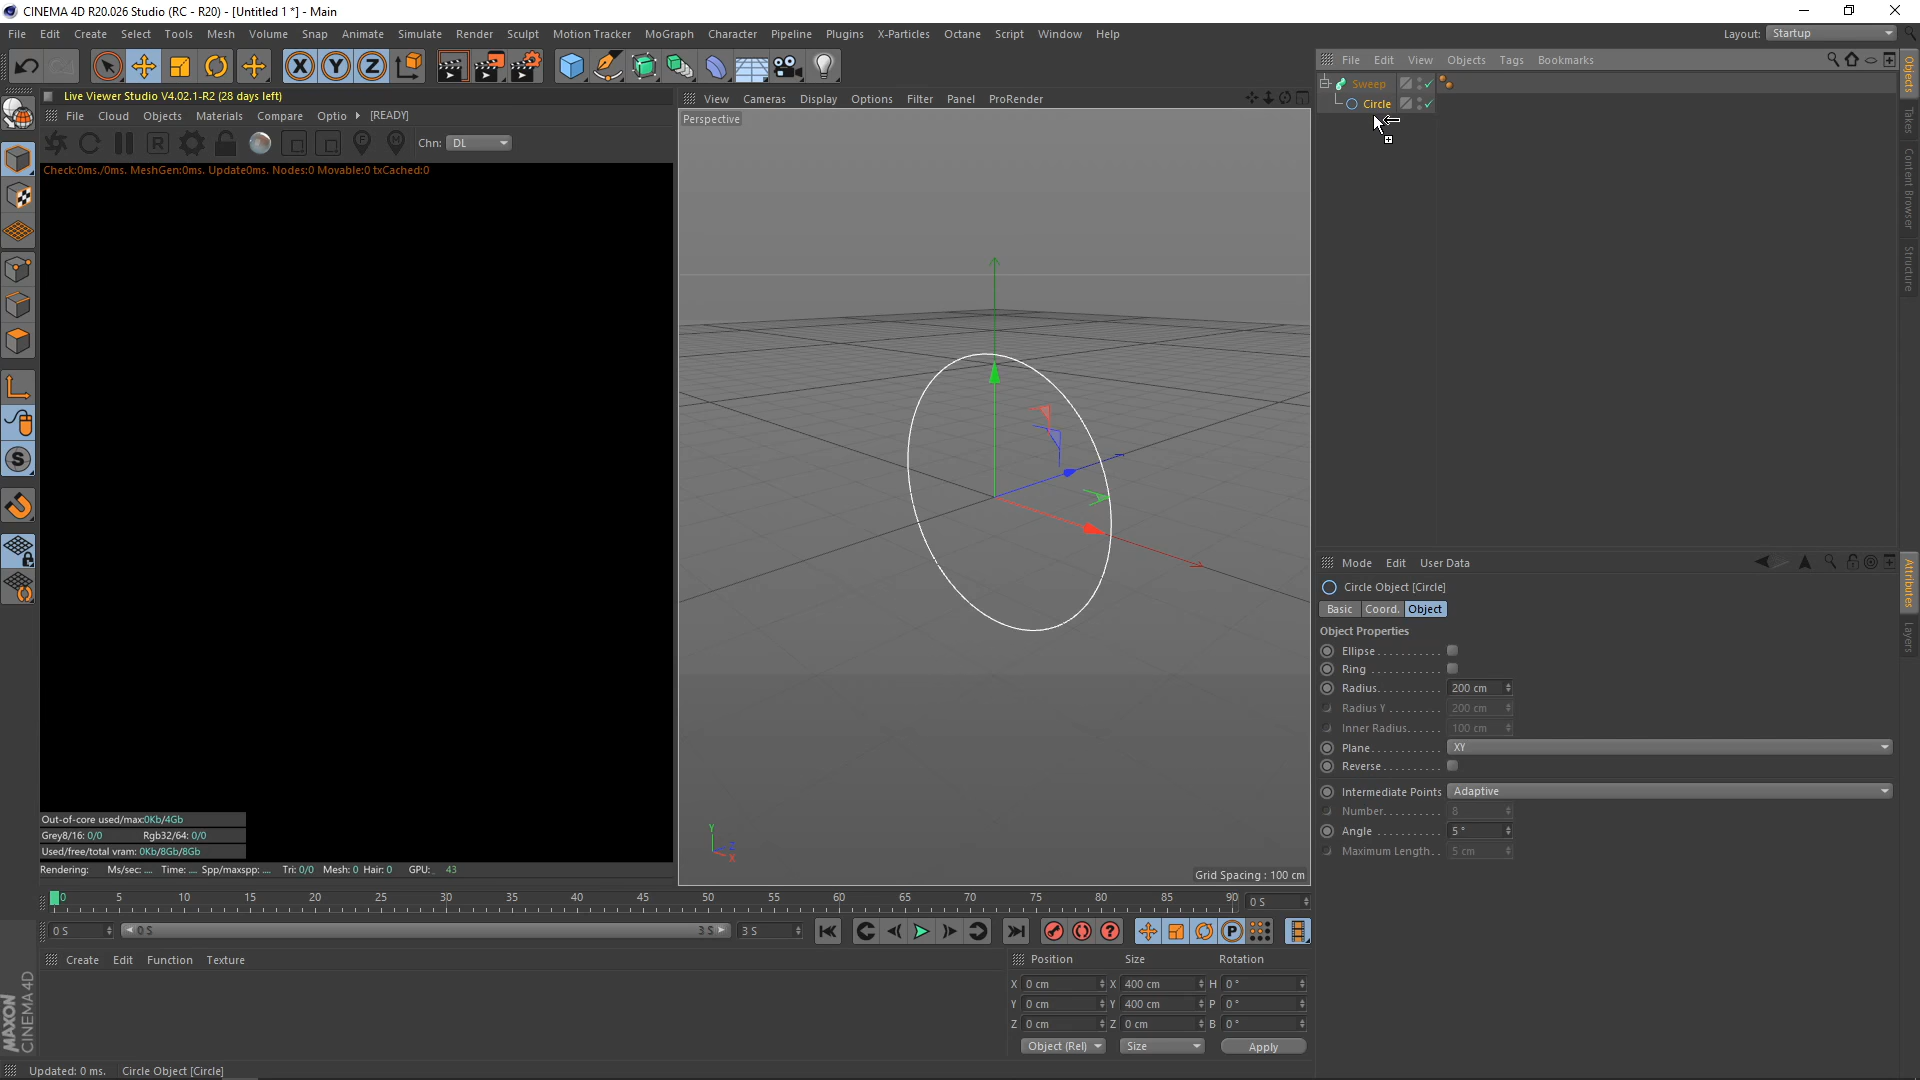 CINEMA 4D R20.026 Studio (RC - R20) - [Untitled 1 *] - Main
File Edit Create Select Tools Mesh Volume Snap Animate Simulate Render Sculpt Motion Tracker MoGraph Character Pipeline Plugins X-Particles Octane Script Window Help
Layout: Startup
Live Viewer Studio V4.02.1-R2 (28 days left)
File Cloud Objects Materials Compare Optio [READY]
Chn: DL
Check:0ms./0ms. MeshGen:0ms. Update0ms. Nodes:0 Movable:0 txCached:0
Out-of-core used/max:0Kb/4Gb
Grey8/16: 0/0 Rgb32/64: 0/0
Used/free/total vram: 0Kb/8Gb/8Gb
Rendering: Ms/sec: .... Time: .... Spp/maxspp: .... Tri: 0/0 Mesh: 0 Hair: 0 GPU: 43
View Cameras Display Options Filter Panel ProRender
Perspective
Y
Z
X
Grid Spacing : 100 cm
File Edit View Objects Tags Bookmarks
Sweep
Circle
Objects
Takes
Content Browser
Structure
Mode Edit User Data
Circle Object [Circle]
Basic Coord. Object
Object Properties
Ellipse
Ring
Radius 200 cm
Radius Y 200 cm
Inner Radius 100 cm
Plane XY
Reverse
Intermediate Points Adaptive
Number 8
Angle 5 °
Maximum Length 5 cm
Attributes
Layers
0 5 10 15 20 25 30 35 40 45 50 55 60 65 70 75 80 85 90 0 S
0 S 0 S 3 S 3 S
Create Edit Function Texture
Position Size Rotation
X 0 cm X 400 cm H 0 °
Y 0 cm Y 400 cm P 0 °
Z 0 cm Z 0 cm B 0 °
Object (Rel) Size Apply
MAXON
CINEMA 4D
Updated: 0 ms. Circle Object [Circle]